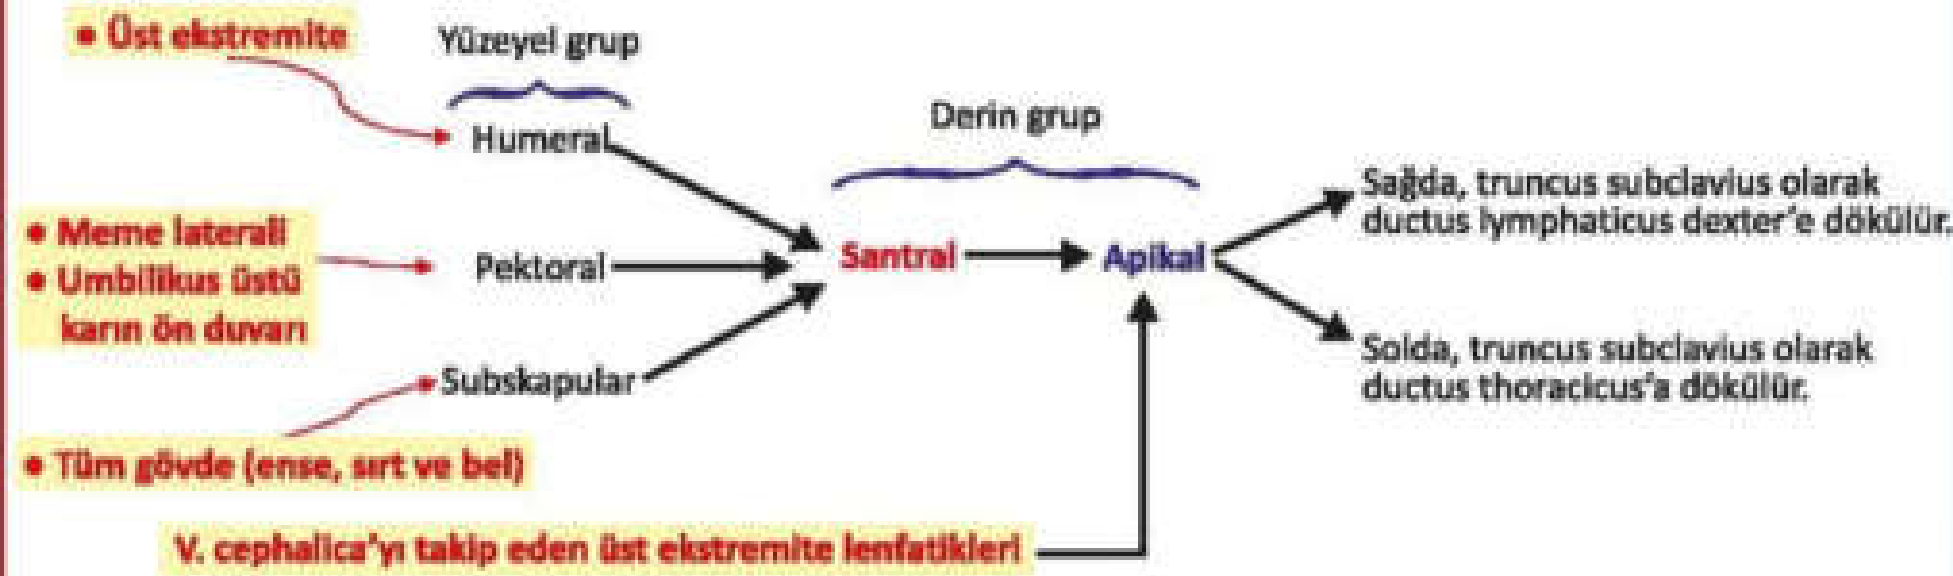 • Üst ekstremite
Yüzeyel grup
Humeral
Derin grup
• Meme laterali
• Umbilikus üstü
karın ön duvarı
Pektoral
Santral
Apikal
Sağda, truncus subclavius olarak
ductus lymphaticus dexter'e dökülür.
Solda, truncus subclavius olarak
ductus thoracicus'a dökülür.
Subskapular
• Tüm gövde (ense, sırt ve bel)
V. cephalica'yı takip eden üst ekstremite lenfatikleri